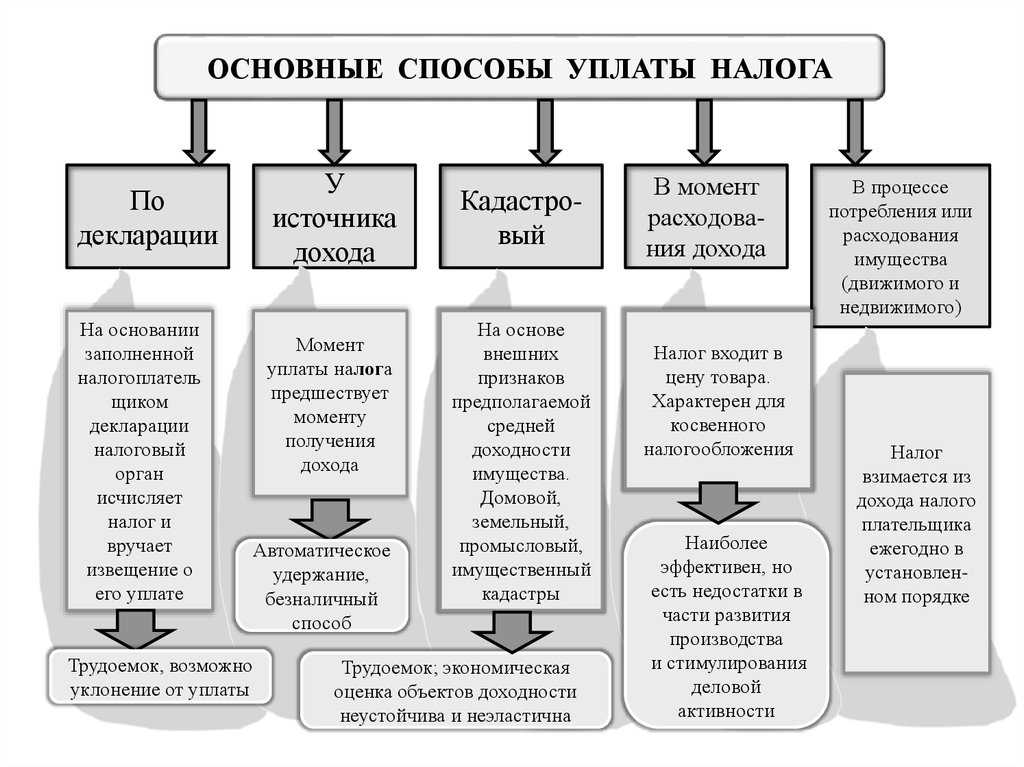 ОСНОВНЫЕ СПОСОБЫ УПЛАТЫ НАЛОГА
По
декларации
У
источника
дохода
Кадастро-
вый
В момент
расходова-
ния дохода
В процессе
потребления или
расходования
имущества
(движимого и
недвижимого)
На основании
заполненной
налогоплатель
щиком
декларации
налоговый
орган
исчисляет
налог и
вручает
извещение о
его уплате
Трудоемок, возможно
уклонение от уплаты
Момент
уплаты налога
предшествует
моменту
получения
дохода
Автоматическое
удержание,
безналичный
способ
На основе
внешних
признаков
предполагаемой
средней
доходности
имущества.
Домовой,
земельный,
промысловый,
имущественный
кадастры
Трудоемок; экономическая
оценка объектов доходности
неустойчива и неэластична
Налог входит в
цену товара.
Характерен для
косвенного
налогообложения
Наиболее
эффективен, но
есть недостатки в
части развития
производства
и стимулирования
деловой
активности
Налог
взимается из
дохода налого
плательщика
ежегодно в
установлен-
ном порядке